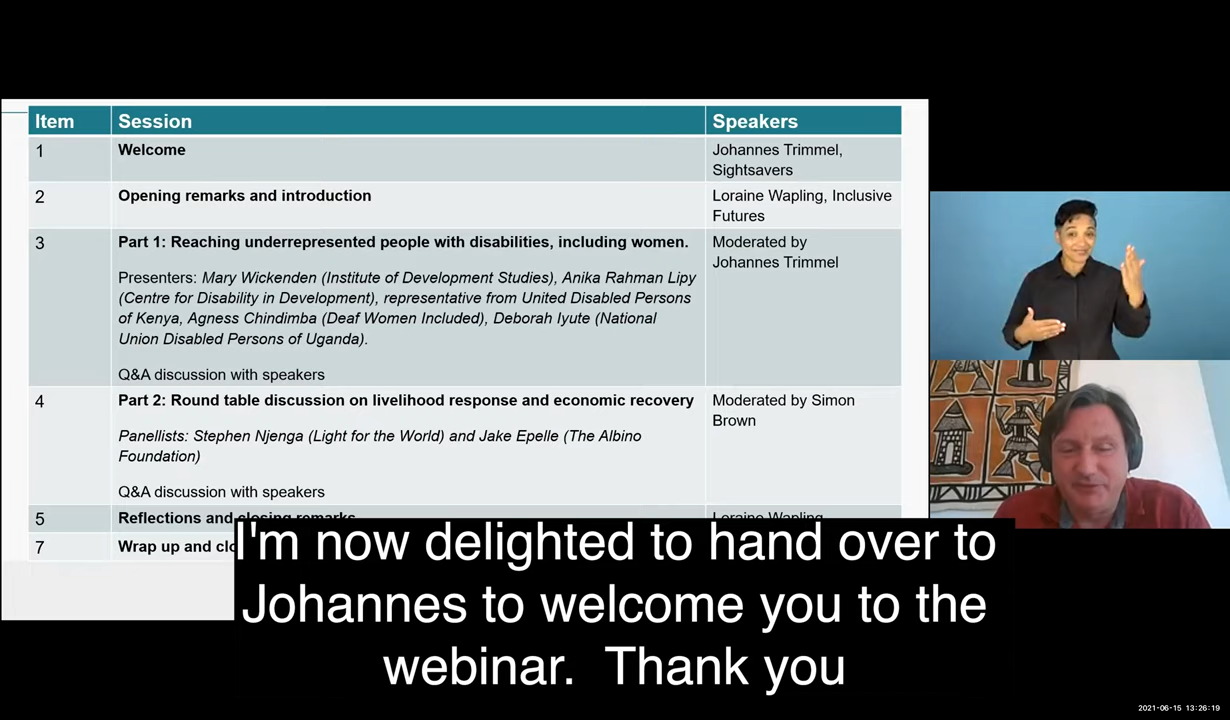 Item Session Speakers
1 Welcome Johannes Trimmel,
Sightsavers
2 Opening remarks and introduction Loraine Wapling, Inclusive
Futures
3 Part 1: Reaching underrepresented people with disabilities, including women. Moderated by
Johannes Trimmel
Presenters: Mary Wickenden (Institute of Development Studies), Anika Rahman Lipy
(Centre for Disability in Development), representative from United Disabled Persons
of Kenya, Agness Chindimba (Deaf Women Included), Deborah Iyute (National
Union Disabled Persons of Uganda).
Q&A discussion with speakers
4 Part 2: Round table discussion on livelihood response and economic recovery Moderated by Simon
Brown
Panellists: Stephen Njenga (Light for the World) and Jake Epelle (The Albino
Foundation)
Q&A discussion with speakers
5 Reflections and closing remarks Loraine Wapling
7 Wrap up and clo
I'm now delighted to hand over to
Johannes to welcome you to the
webinar. Thank you
2021-06-15 13:26:19